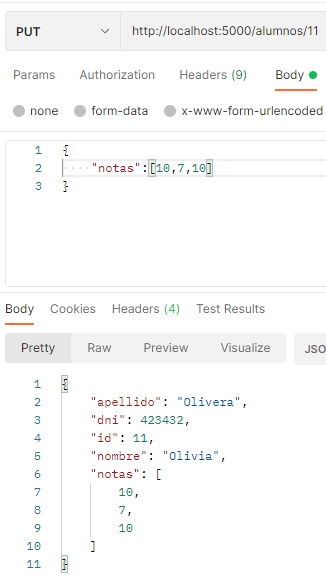 PUT http://localhost:5000/alumnos/11
Params Authorization Headers (9) Body
none form-data x-www-form-urlencoded
1 {
2 ····"notas":[10,7,10]
3 }
Body Cookies Headers (4) Test Results
Pretty Raw Preview Visualize JSO
1 {
2 "apellido": "Olivera",
3 "dni": 423432,
4 "id": 11,
5 "nombre": "Olivia",
6 "notas": [
7 10,
8 7,
9 10
10 ]
11 }